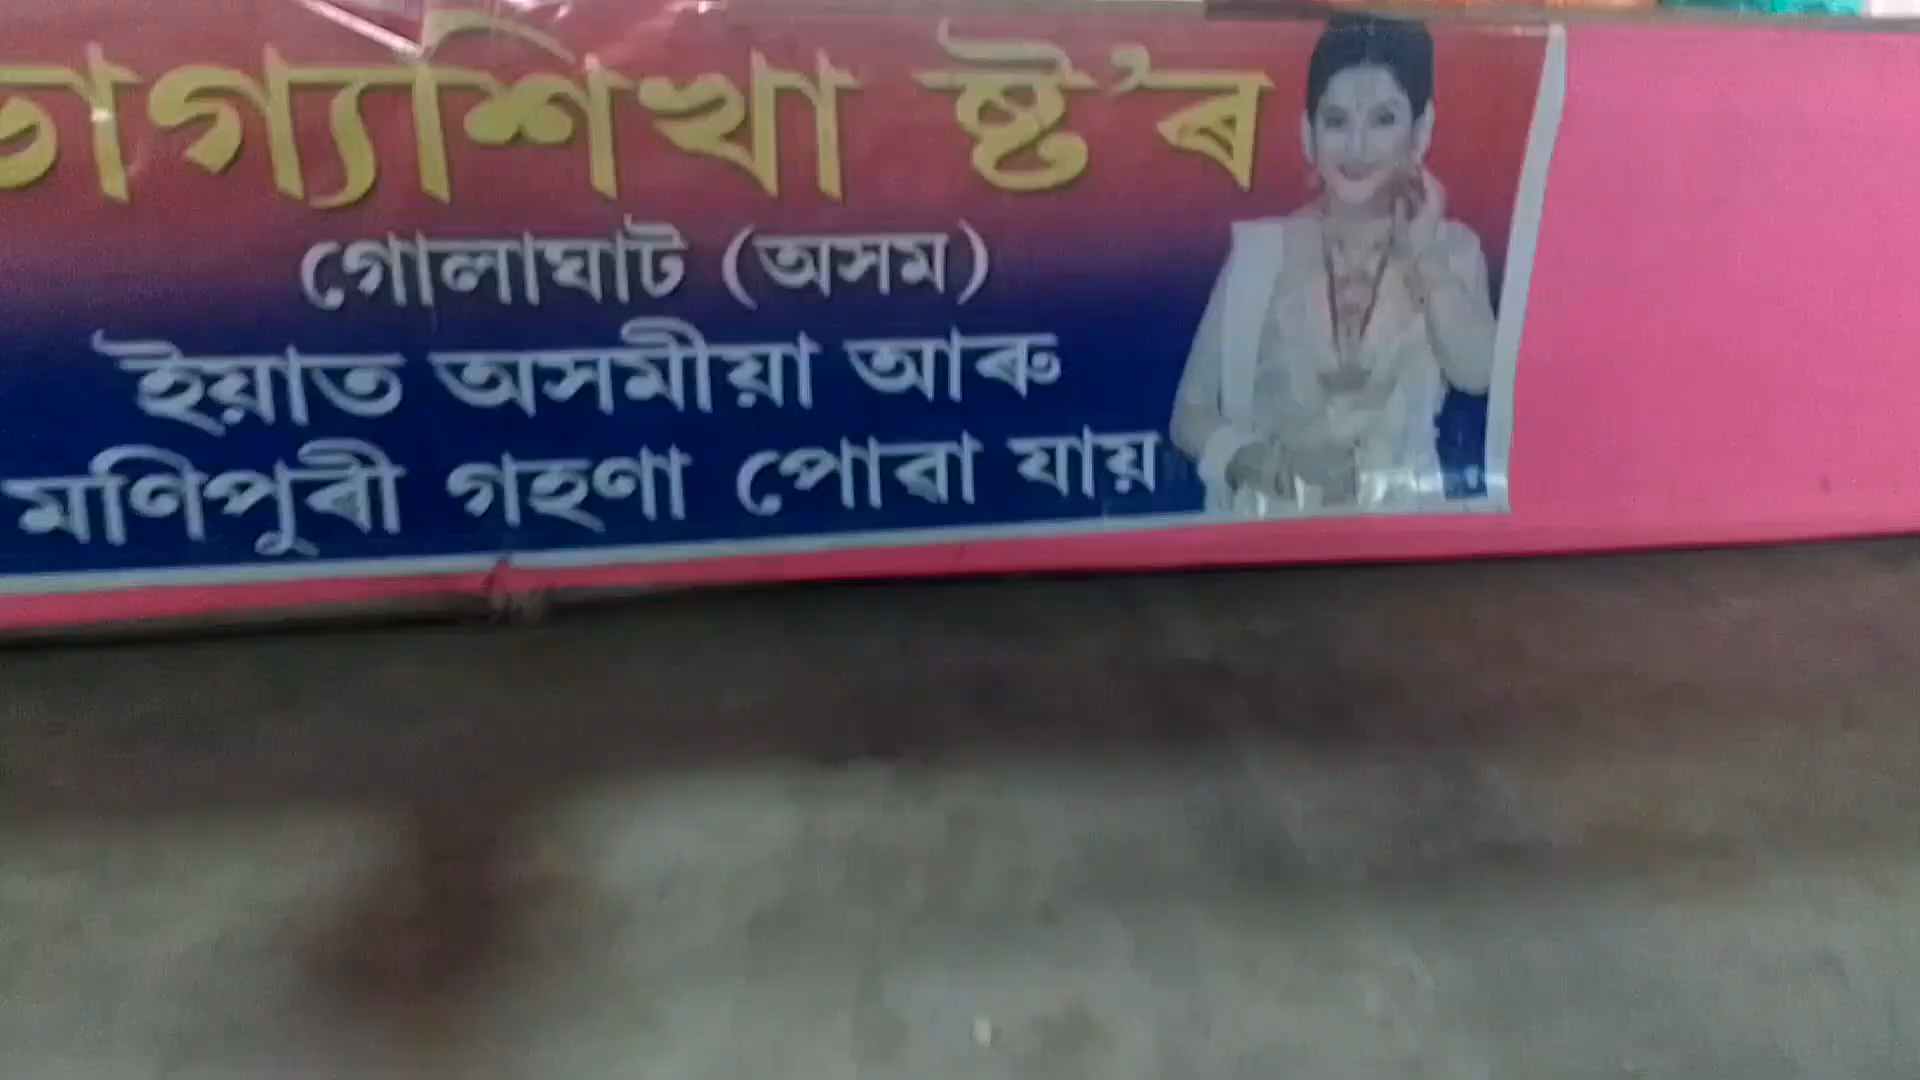 ভাগ্যশিখা ষ্ট'ৰ
গোলাঘাট (অসম)
ইয়াত অসমীয়া আৰু
মণিপুৰী গহণা পোৱা যায়